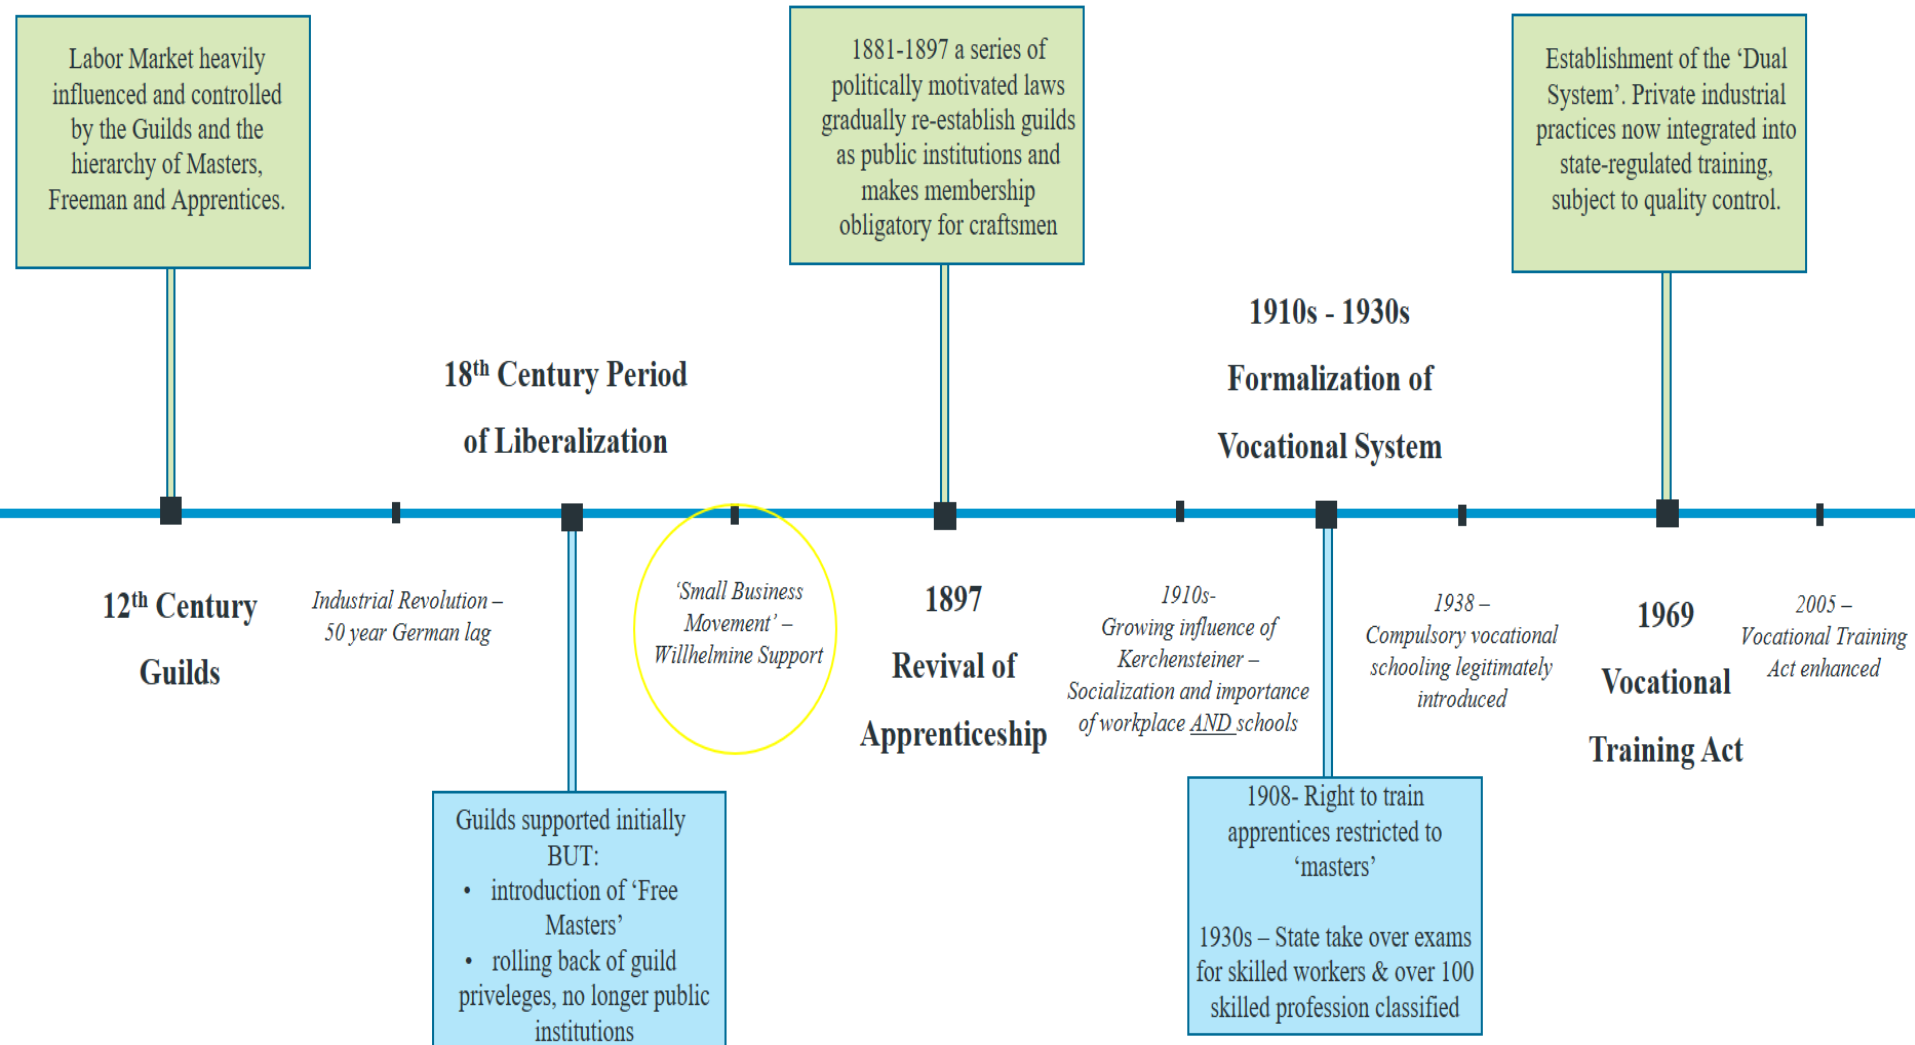 Labor Market heavily
influenced and controlled
by the Guilds and the
hierarchy of Masters,
Freeman and Apprentices.
1881-1897 a series of
politically motivated laws
gradually re-establish guilds
as public institutions and
makes membership
obligatory for craftsmen
Establishment of the ‘Dual
System’. Private industrial
practices now integrated into
state-regulated training,
subject to quality control.
18th Century Period
of Liberalization
1910s - 1930s
Formalization of
Vocational System
12th Century
Guilds
Industrial Revolution –
50 year German lag
‘Small Business
Movement’ –
Willhelmine Support
1897
Revival of
Apprenticeship
1910s-
Growing influence of
Kerchensteiner –
Socialization and importance
of workplace AND schools
1938 –
Compulsory vocational
schooling legitimately
introduced
1969
Vocational
Training Act
2005 –
Vocational Training
Act enhanced
Guilds supported initially
BUT:
• introduction of ‘Free
Masters’
• rolling back of guild
priveleges, no longer public
institutions
1908- Right to train
apprentices restricted to
‘masters’
1930s – State take over exams
for skilled workers & over 100
skilled profession classified